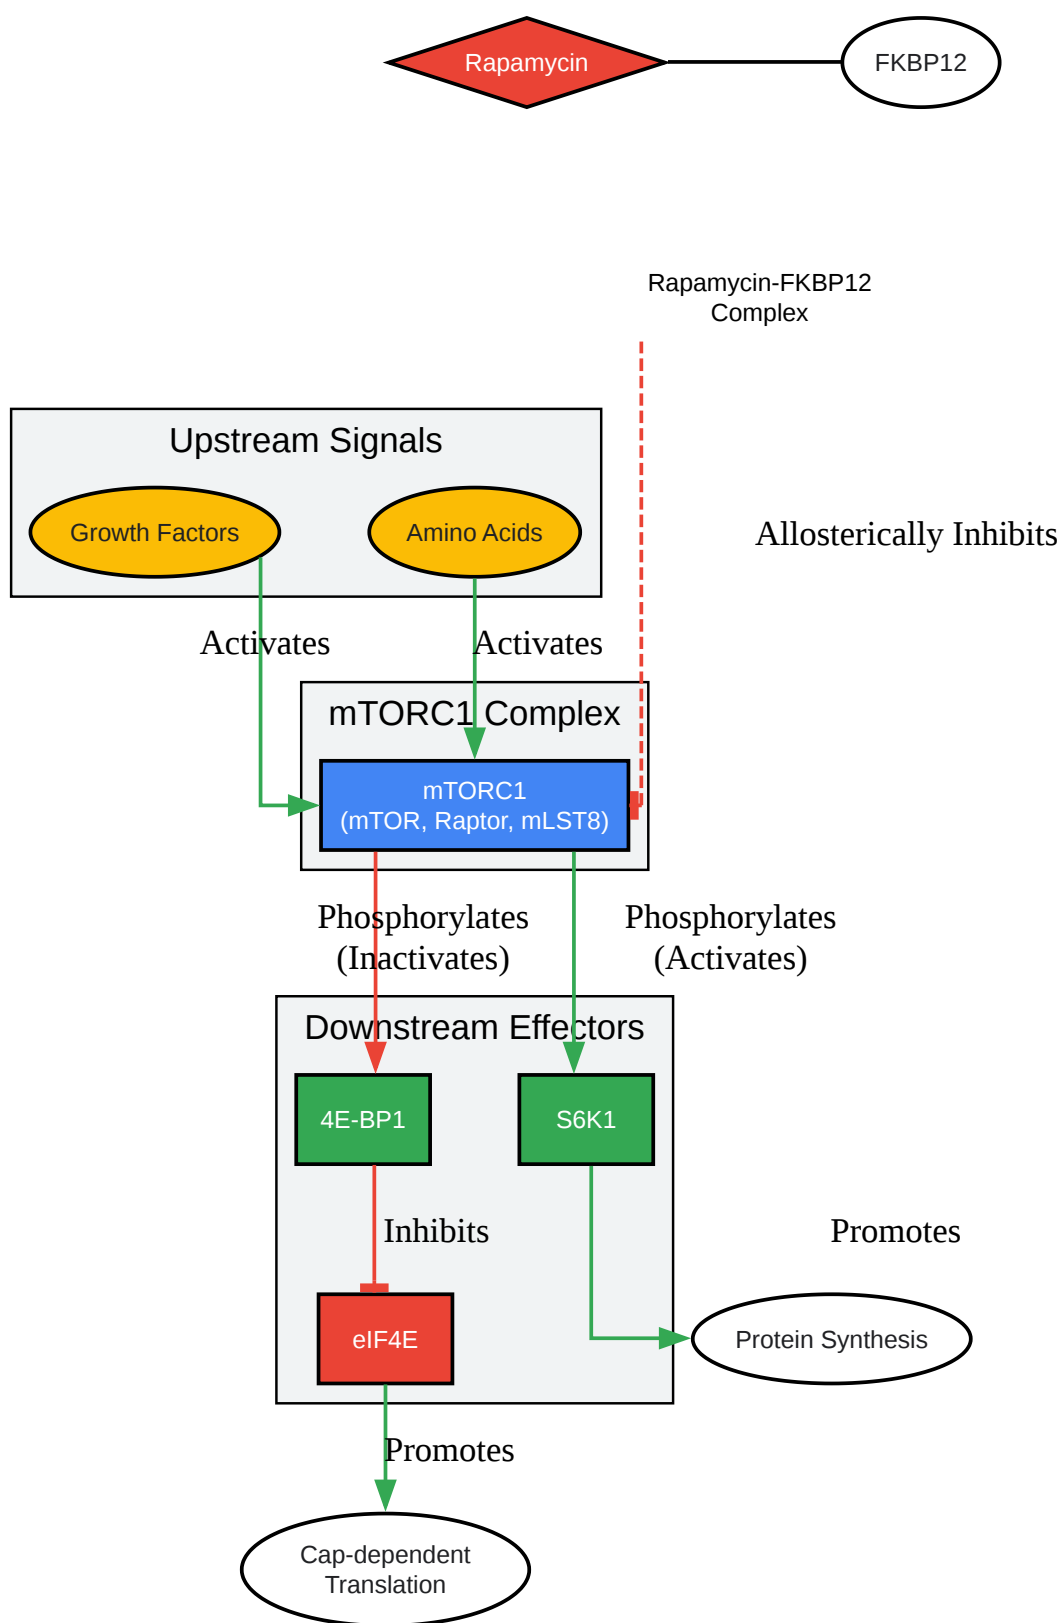 Rapamycin
FKBP12
Rapamycin-FKBP12
Complex
Upstream Signals
Growth Factors
Amino Acids
Allosterically Inhibits
Activates
Activates
mTORC1 Complex
mTORC1
(mTOR, Raptor, mLST8)
Phosphorylates
(Inactivates)
Phosphorylates
(Activates)
Downstream Effectors
4E-BP1
S6K1
Inhibits
Promotes
eIF4E
Protein Synthesis
Promotes
Cap-dependent
Translation